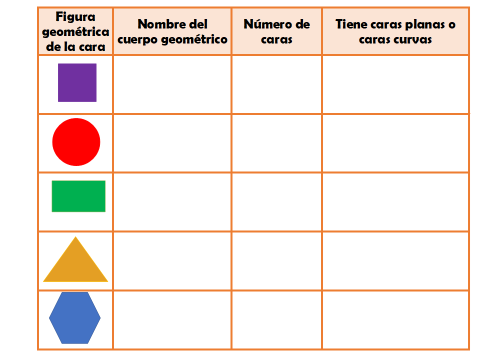 Figura
geométrica
de la cara
Nombre del
cuerpo geométrico
Número de
caras
Tiene caras planas o
caras curvas